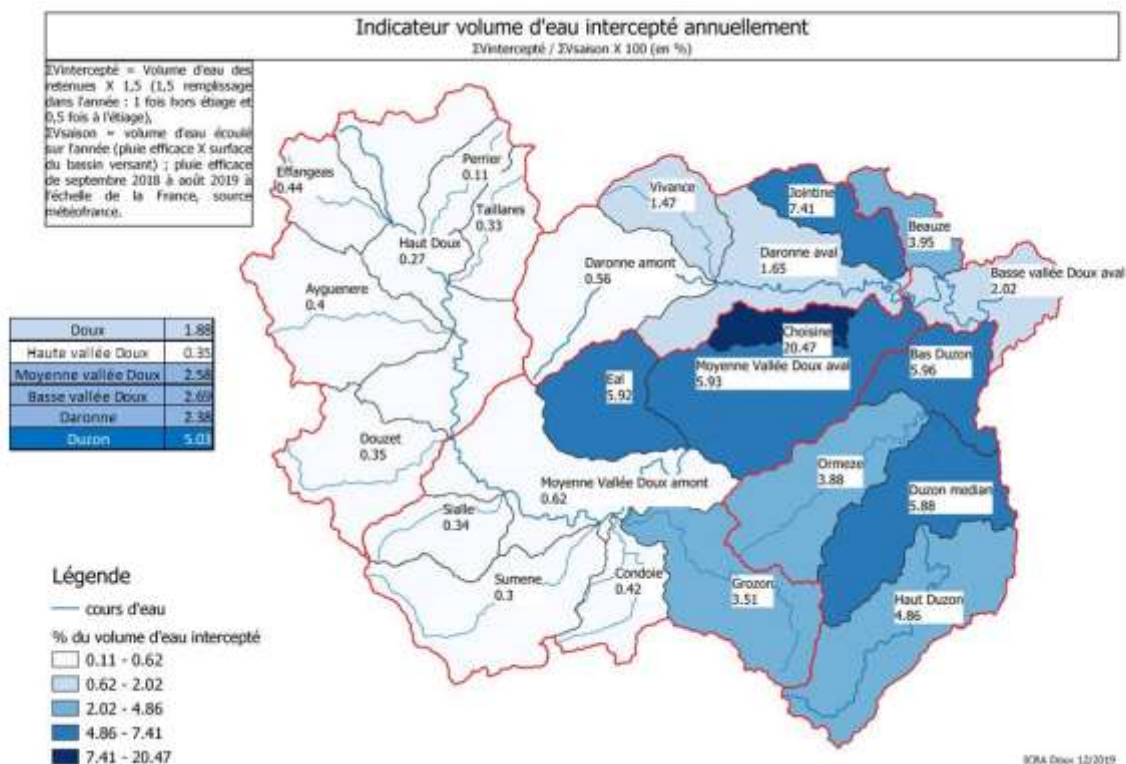 Indicateur volume d'eau intercepté annuellement
ΣVintercepté / ΣVsaison X 100 (en %)
ΣVintercepté = Volume d'eau des
retenues X 1,5 (1,5 remplissage
dans l'année : 1 fois hors étiage et
0,5 fois à l'étiage),
ΣVsaison = volume d'eau écoulé
sur l'année (pluie efficace X surface
du bassin versant) ; pluie efficace
de septembre 2018 à août 2019 à
l'échelle de la France, source
météofrance.
Effangeas
0.44
Perrier
0.11
Taillares
0.33
Haut Doux
0.27
Ayguenere
0.4
Vivance
1.47
Jointine
7.41
Beauze
3.95
Daronne amont
0.56
Daronne aval
1.65
Basse vallée Doux aval
2.02
Choisine
20.47
Moyenne Vallée Doux aval
5.93
Bas Duzon
5.96
Eal
5.92
Douzet
0.35
Ormeze
3.88
Moyenne Vallée Doux amont
0.62
Duzon median
5.88
Sialle
0.34
Sumene
0.3
Condoie
0.42
Grozon
3.51
Haut Duzon
4.86
Doux 1.88
Haute vallée Doux 0.35
Moyenne vallée Doux 2.58
Basse vallée Doux 2.69
Daronne 2.38
Duzon 5.03
Légende
cours d'eau
% du volume d'eau intercepté
0.11 - 0.62
0.62 - 2.02
2.02 - 4.86
4.86 - 7.41
7.41 - 20.47
Doux 12/2019